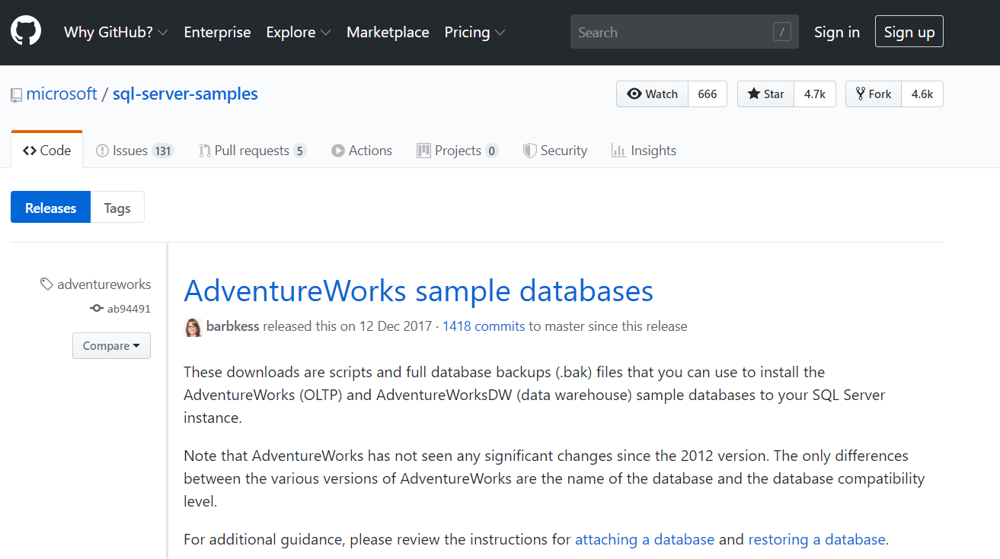 Why GitHub? Enterprise Explore Marketplace Pricing Search / Sign in Sign up
microsoft / sql-server-samples Watch 666 Star 4.7k Fork 4.6k
Code Issues 131 Pull requests 5 Actions Projects 0 Security Insights
Releases Tags
adventureworks
ab94491
Compare
AdventureWorks sample databases
barbkess released this on 12 Dec 2017 · 1418 commits to master since this release
These downloads are scripts and full database backups (.bak) files that you can use to install the
AdventureWorks (OLTP) and AdventureWorksDW (data warehouse) sample databases to your SQL Server
instance.
Note that AdventureWorks has not seen any significant changes since the 2012 version. The only differences
between the various versions of AdventureWorks are the name of the database and the database compatibility
level.
For additional guidance, please review the instructions for attaching a database and restoring a database.